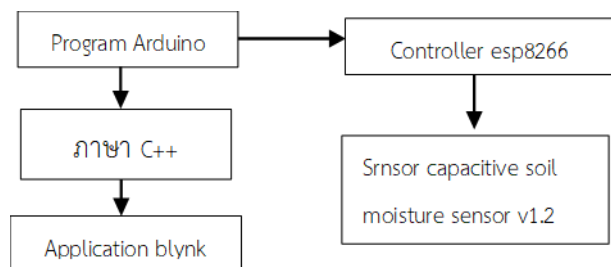 Program Arduino
Controller esp8266
ภาษา C++
Srnsor capacitive soil
moisture sensor v1.2
Application blynk